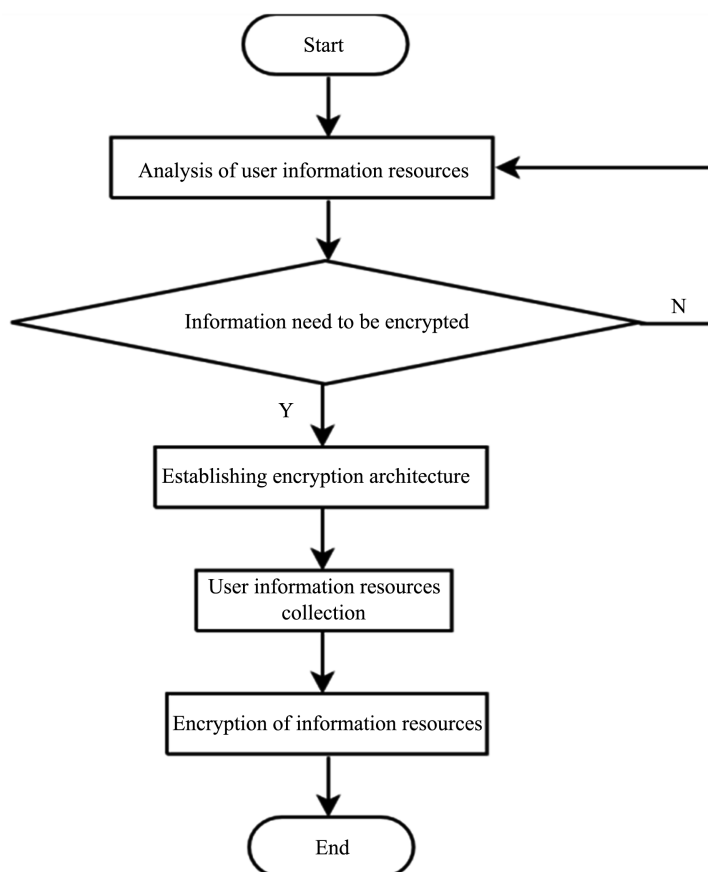 Start
Analysis of user information resources
Information need to be encrypted
N
Y
Establishing encryption architecture
User information resources
collection
Encryption of information resources
End